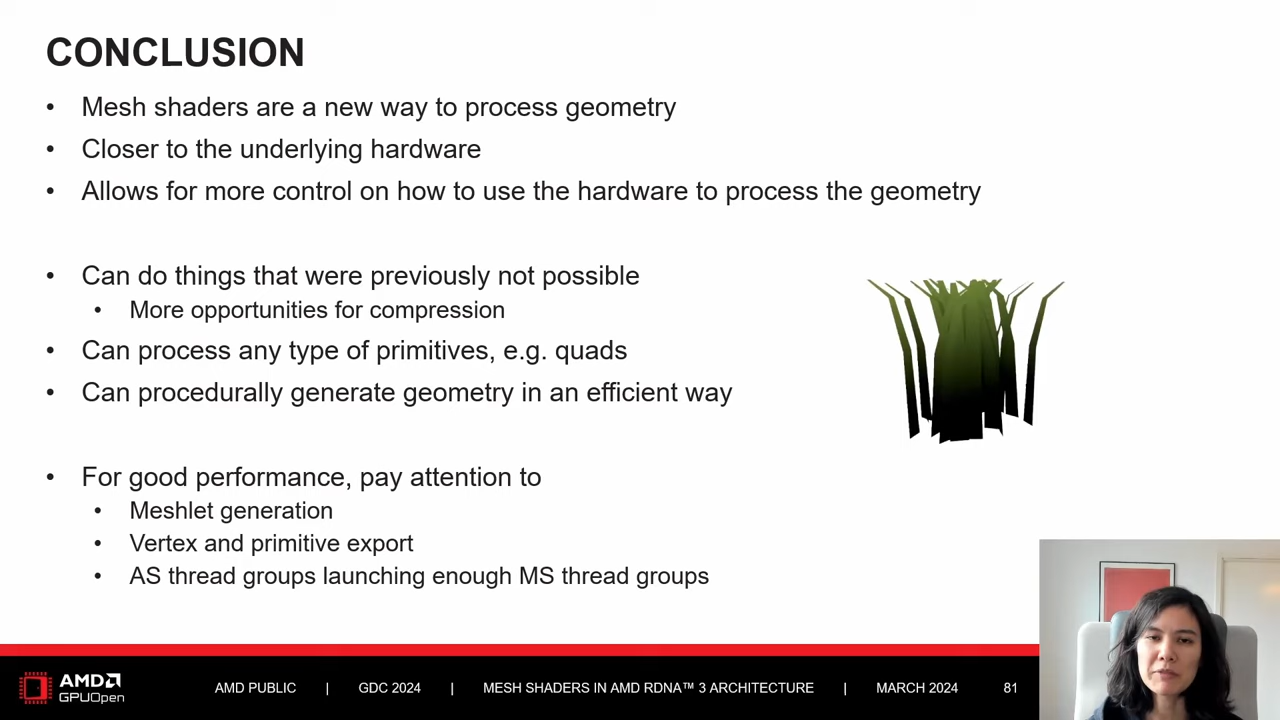 CONCLUSION
• Mesh shaders are a new way to process geometry
• Closer to the underlying hardware
• Allows for more control on how to use the hardware to process the geometry
• Can do things that were previously not possible
• More opportunities for compression
• Can process any type of primitives, e.g. quads
• Can procedurally generate geometry in an efficient way
• For good performance, pay attention to
• Meshlet generation
• Vertex and primitive export
• AS thread groups launching enough MS thread groups
AMD
GPUOpen
AMD PUBLIC | GDC 2024 | MESH SHADERS IN AMD RDNA™ 3 ARCHITECTURE | MARCH 2024 81